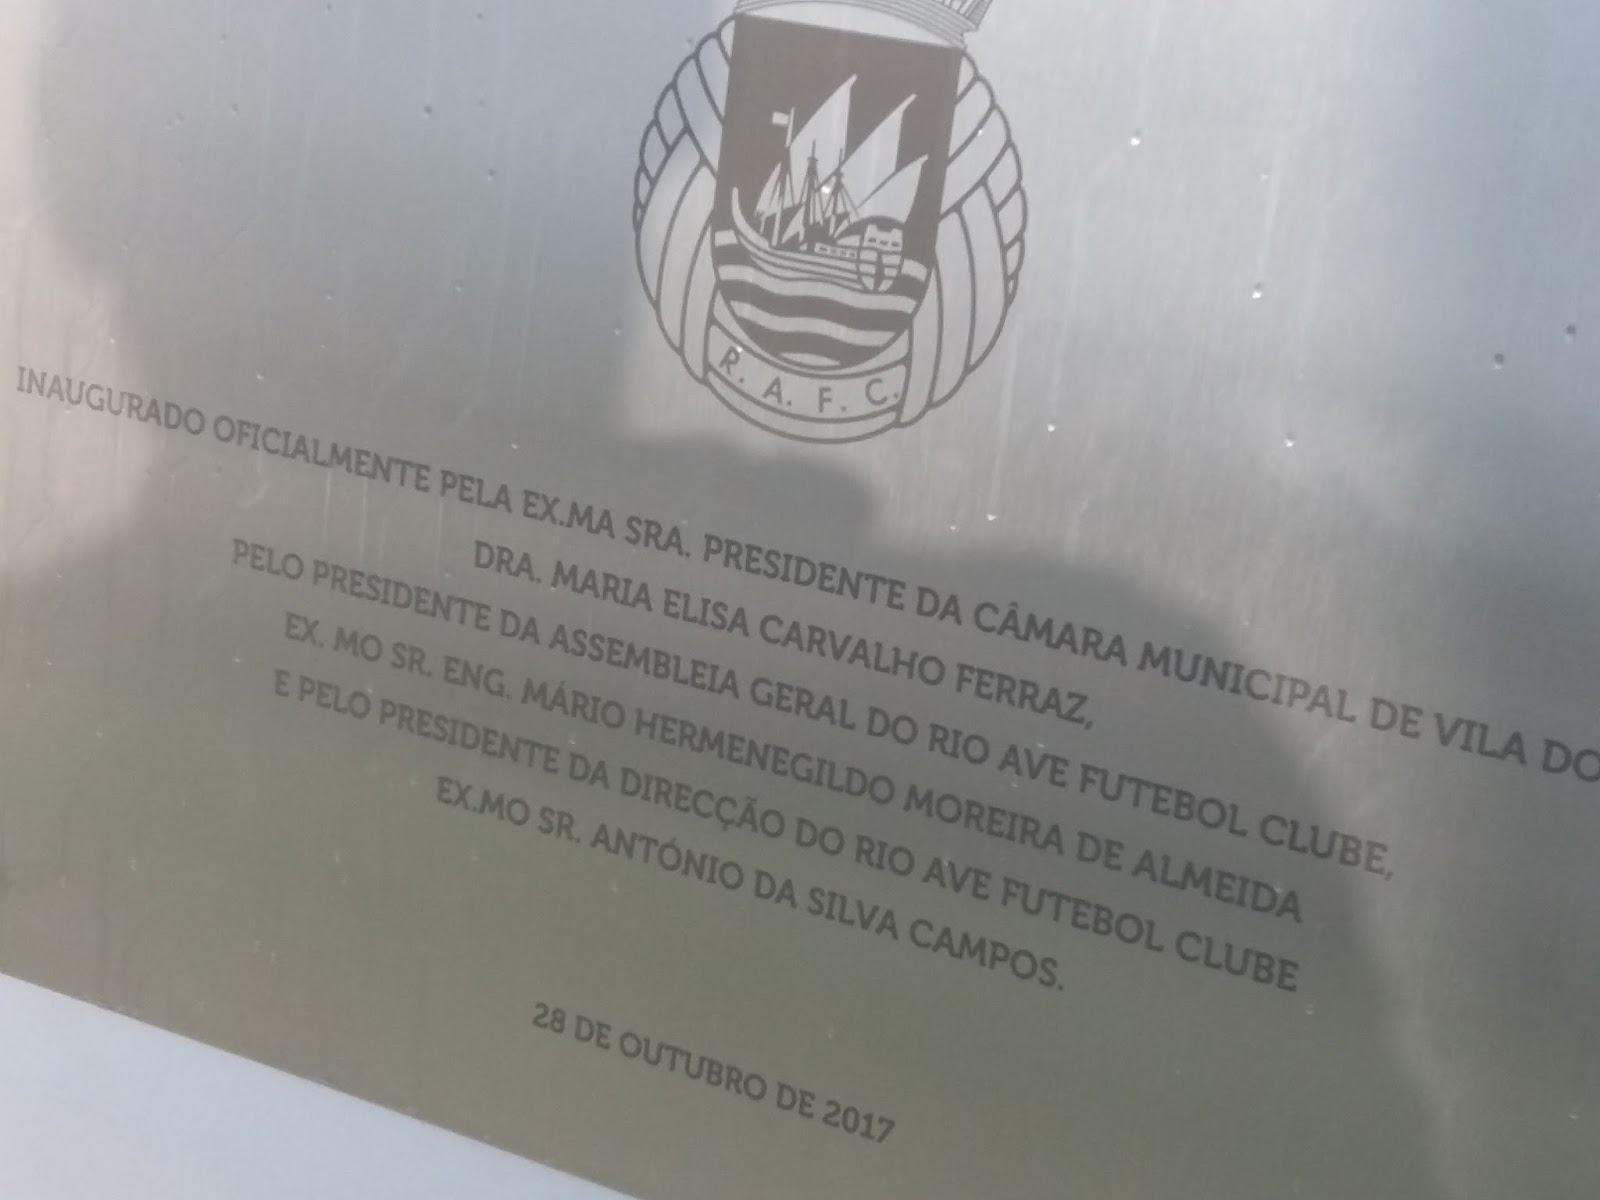 R. A. F. C.
INAUGURADO OFICIALMENTE PELA EX.MA SRA. PRESIDENTE DA CÂMARA MUNICIPAL DE VILA DO
DRA. MARIA ELISA CARVALHO FERRAZ,
PELO PRESIDENTE DA ASSEMBLEIA GERAL DO RIO AVE FUTEBOL CLUBE,
EX. MO SR. ENG. MÁRIO HERMENEGILDO MOREIRA DE ALMEIDA
E PELO PRESIDENTE DA DIRECÇÃO DO RIO AVE FUTEBOL CLUBE
EX.MO SR. ANTÓNIO DA SILVA CAMPOS.
28 DE OUTUBRO DE 2017